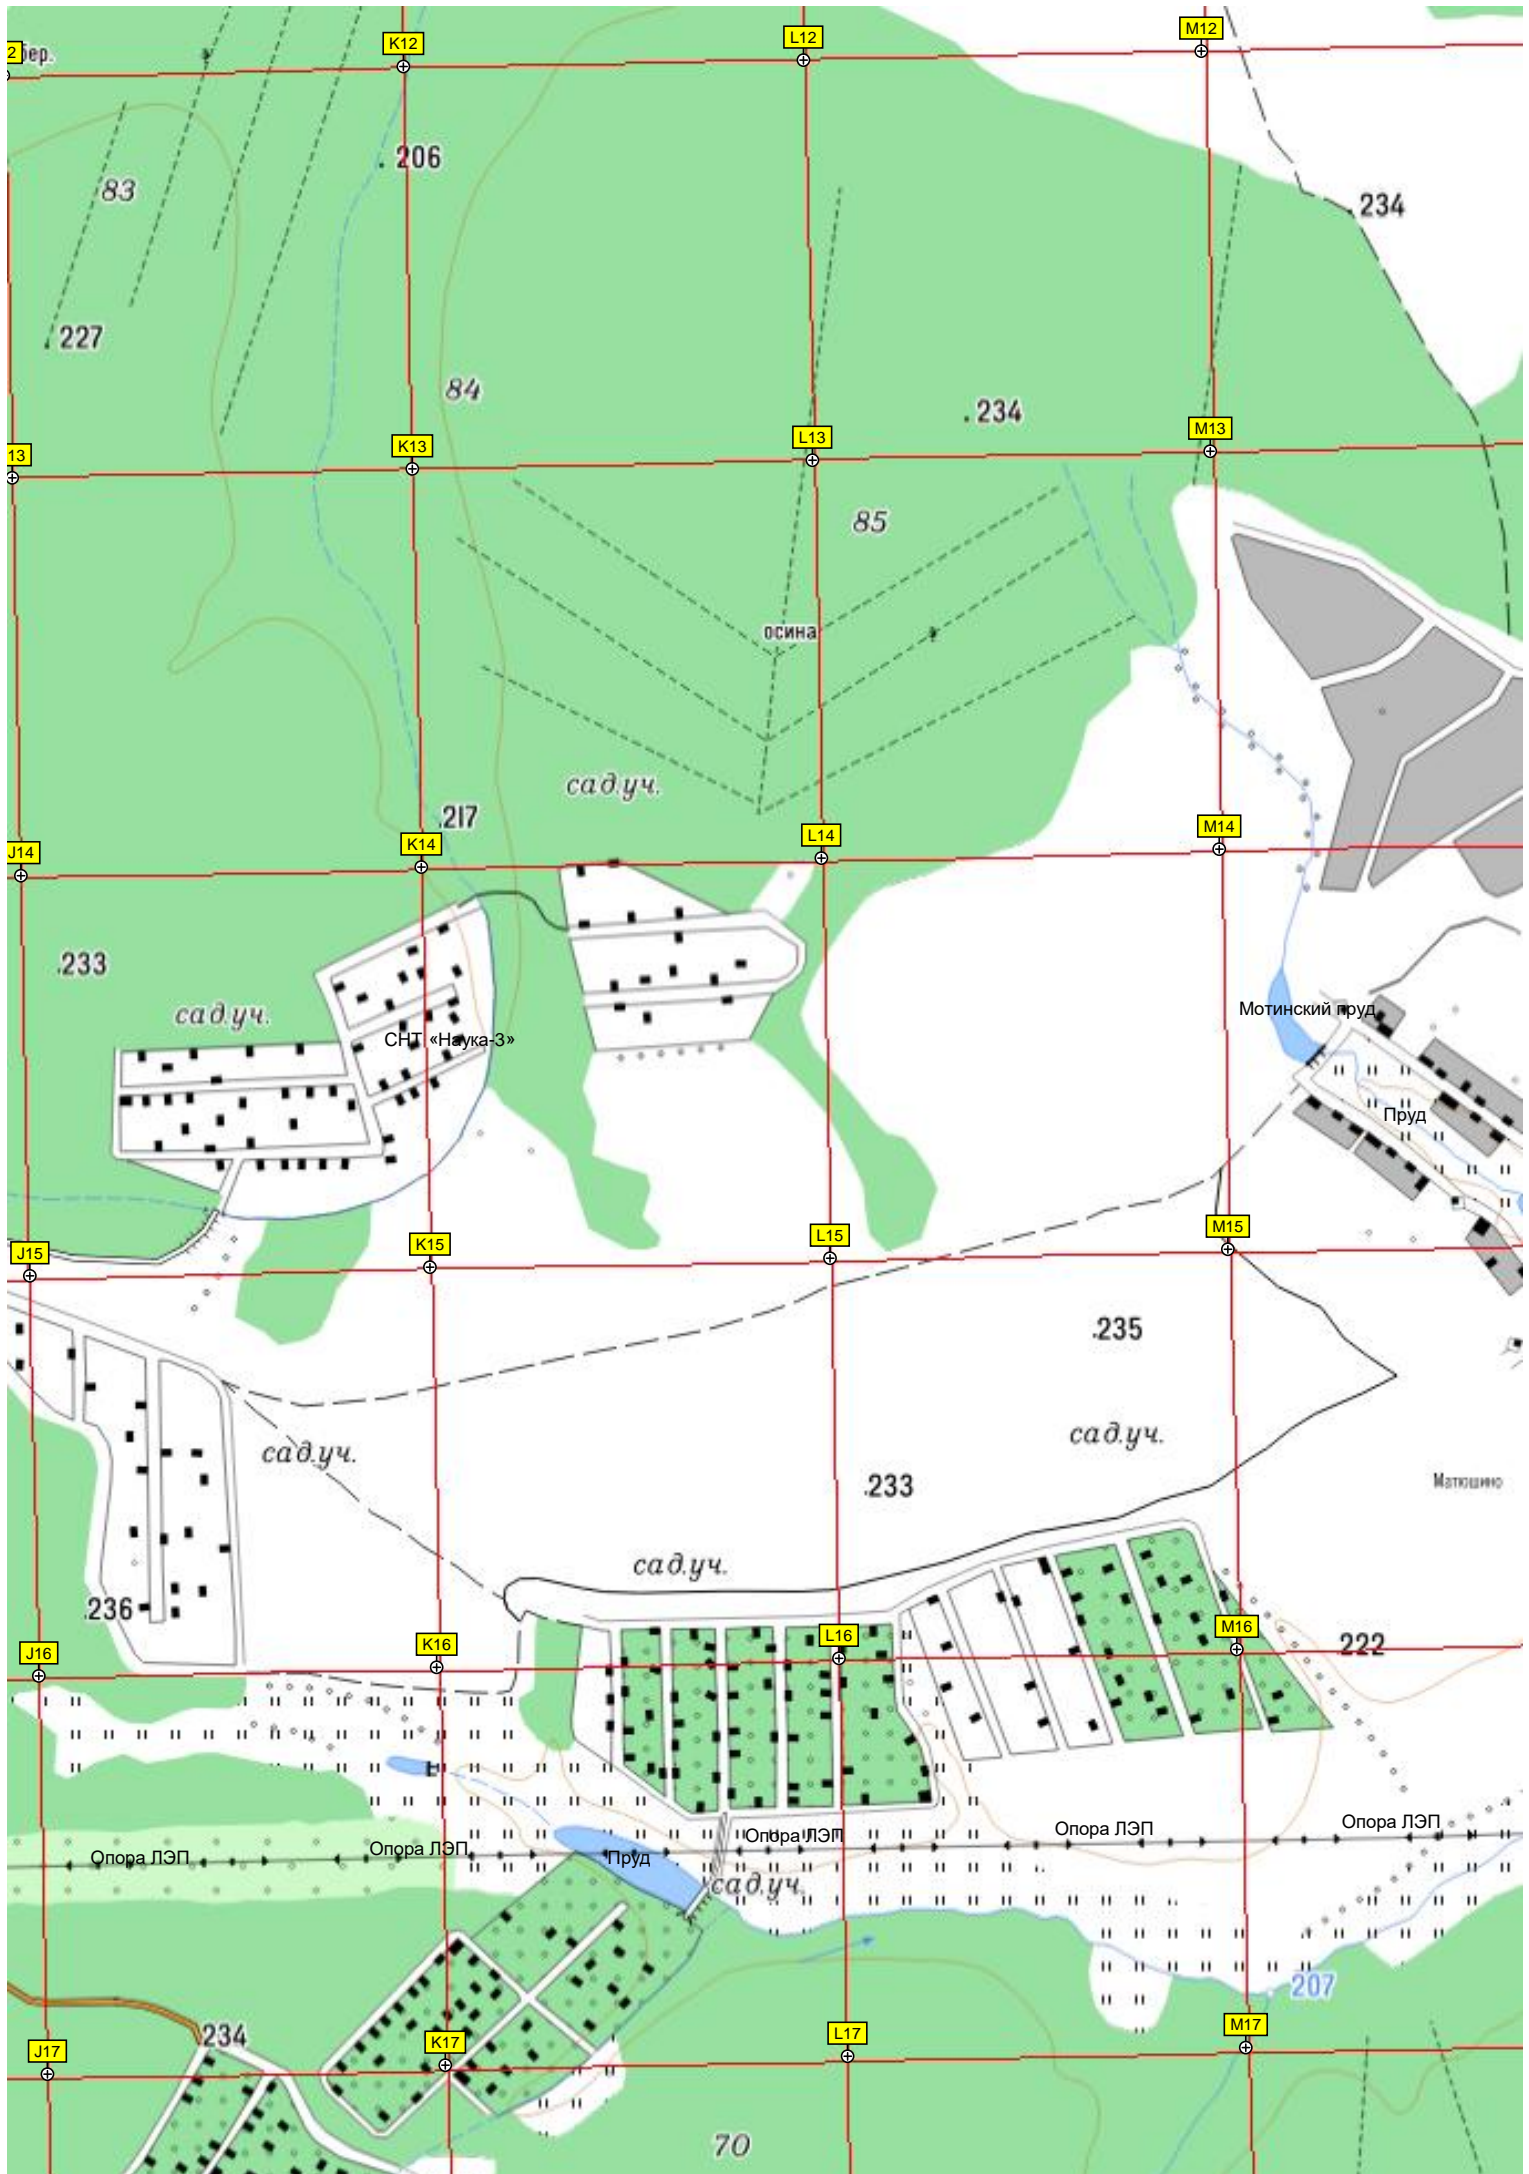 M12
L12
K12
2
бер.
206
83
234
227
84
234
M13
L13
K13
13
85
осина
сад.уч.
217
M14
L14
K14
J14
233
сад.уч.
Мотинский пруд
СНТ «Наука-3»
Пруд
M15
L15
K15
J15
235
сад.уч.
сад.уч.
233
Матюшино
сад.уч.
236
M16
L16
K16
J16
222
Опора ЛЭП
Опора ЛЭП
Опора ЛЭП
Опора ЛЭП
Опора ЛЭП
Пруд
сад.уч.
207
234
M17
L17
K17
J17
70